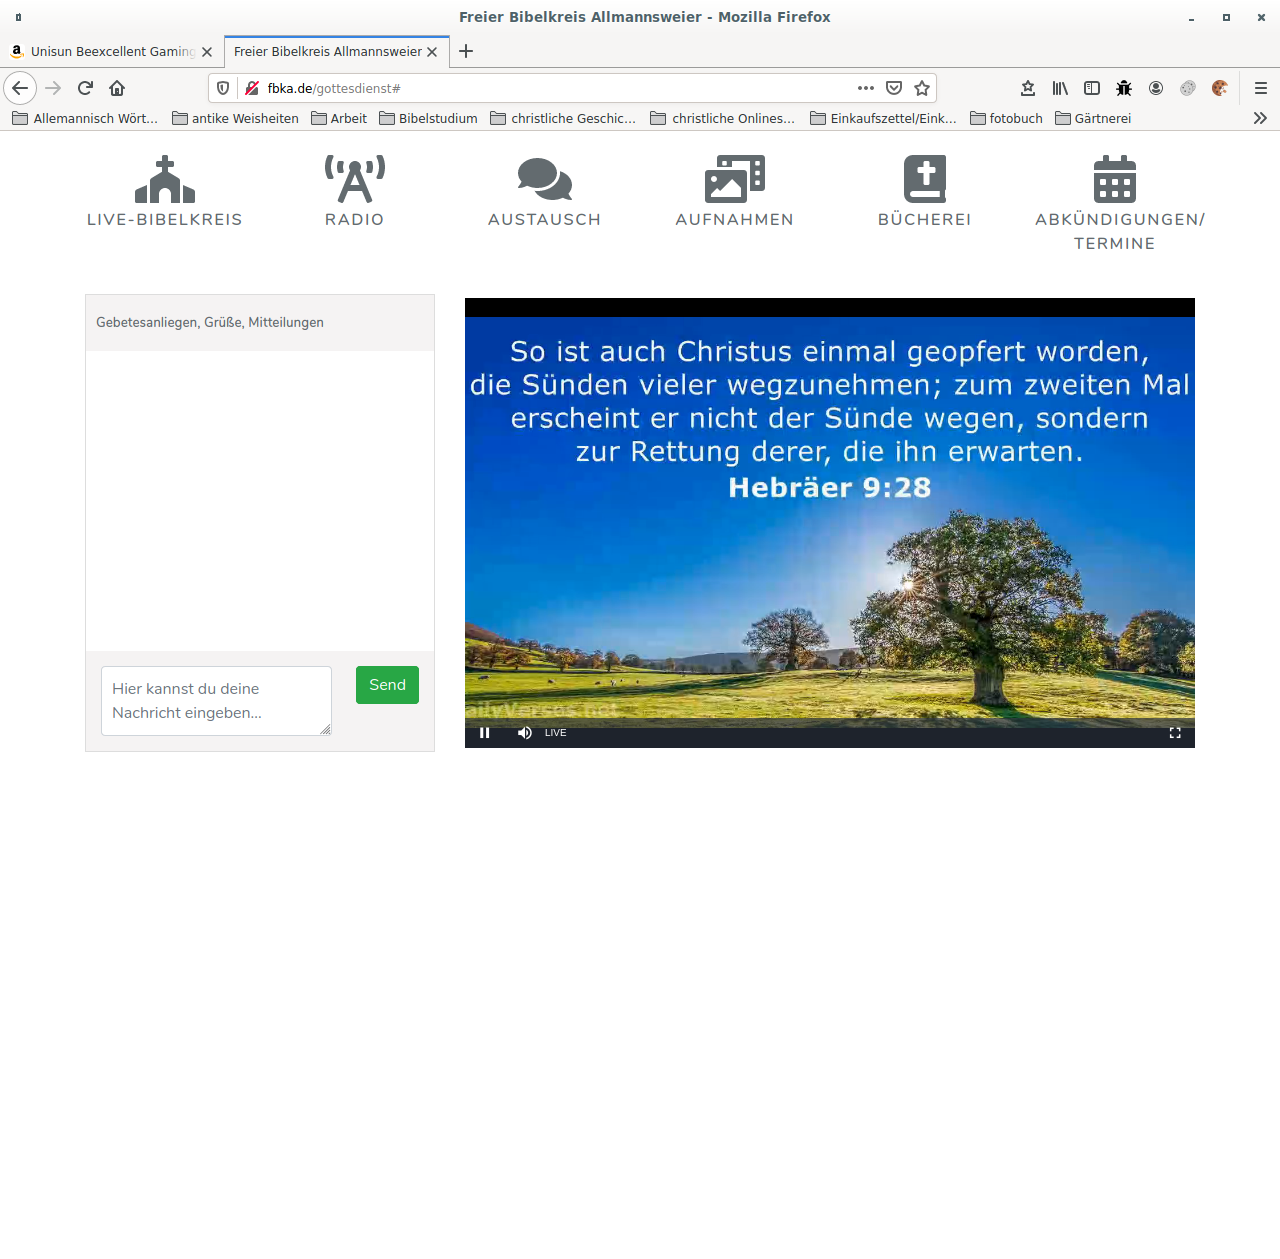 Freier Bibelkreis Allmannsweier - Mozilla Firefox
Unisun Beexcellent Gaming
Freier Bibelkreis Allmannsweier
fbka.de/gottesdienst#
Allemannisch Wört…
antike Weisheiten
Arbeit
Bibelstudium
christliche Geschic…
christliche Onlines…
Einkaufszettel/Eink…
fotobuch
Gärtnerei
LIVE-BIBELKREIS
RADIO
AUSTAUSCH
AUFNAHMEN
BÜCHEREI
ABKÜNDIGUNGEN/
TERMINE
Gebetesanliegen, Grüße, Mitteilungen
Hier kannst du deine
Nachricht eingeben...
Send
So ist auch Christus einmal geopfert worden,
die Sünden vieler wegzunehmen; zum zweiten Mal
erscheint er nicht der Sünde wegen, sondern
zur Rettung derer, die ihn erwarten.
Hebräer 9:28
ailyVerses.net
LIVE